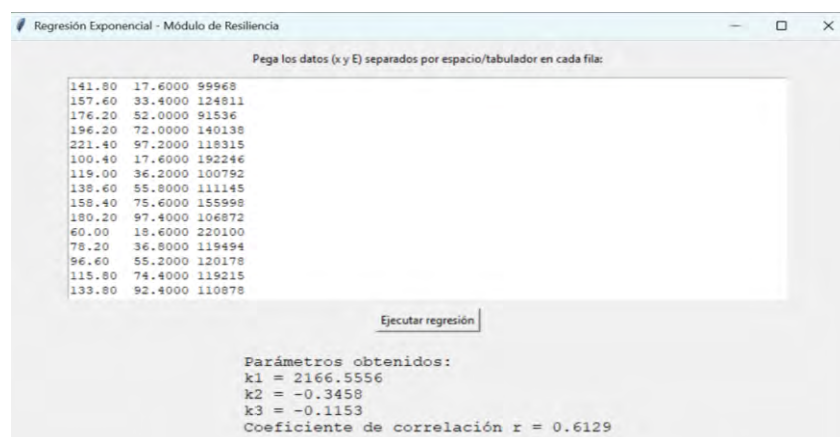 Regresión Exponencial - Módulo de Resiliencia
Pega los datos (x y E) separados por espacio/tabulador en cada fila:
141.80 17.6000 99968
157.60 33.4000 124811
176.20 52.0000 91536
196.20 72.0000 140138
221.40 97.2000 118315
100.40 17.6000 192246
119.00 36.2000 100792
138.60 55.8000 111145
158.40 75.6000 155998
180.20 97.4000 106872
60.00 18.6000 220100
78.20 36.8000 119494
96.60 55.2000 120178
115.80 74.4000 119215
133.80 92.4000 110878
Ejecutar regresión
Parámetros obtenidos:
k1 = 2166.5556
k2 = -0.3458
k3 = -0.1153
Coeficiente de correlación r = 0.6129